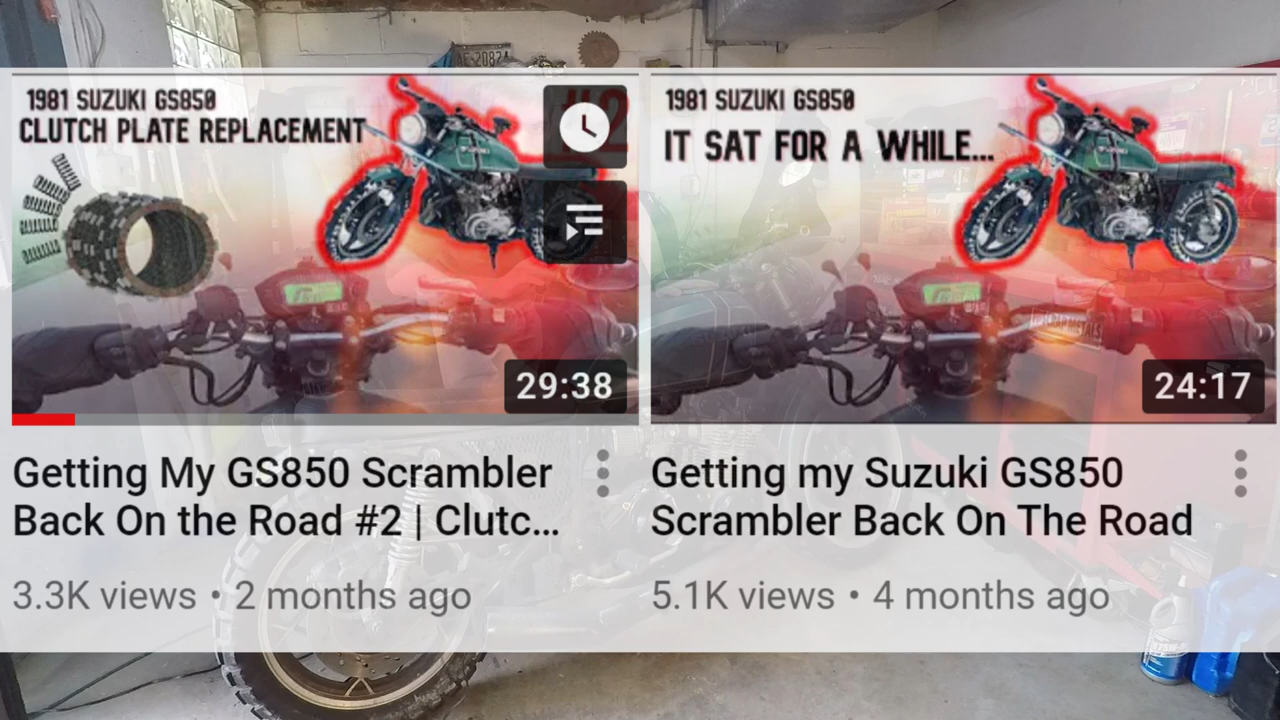 1981 SUZUKI GS850
CLUTCH PLATE REPLACEMENT
#2
29:38
Getting My GS850 Scrambler
Back On the Road #2 | Clutc...
3.3K views • 2 months ago
1981 SUZUKI GS850
IT SAT FOR A WHILE...
24:17
Getting my Suzuki GS850
Scrambler Back On The Road
5.1K views • 4 months ago